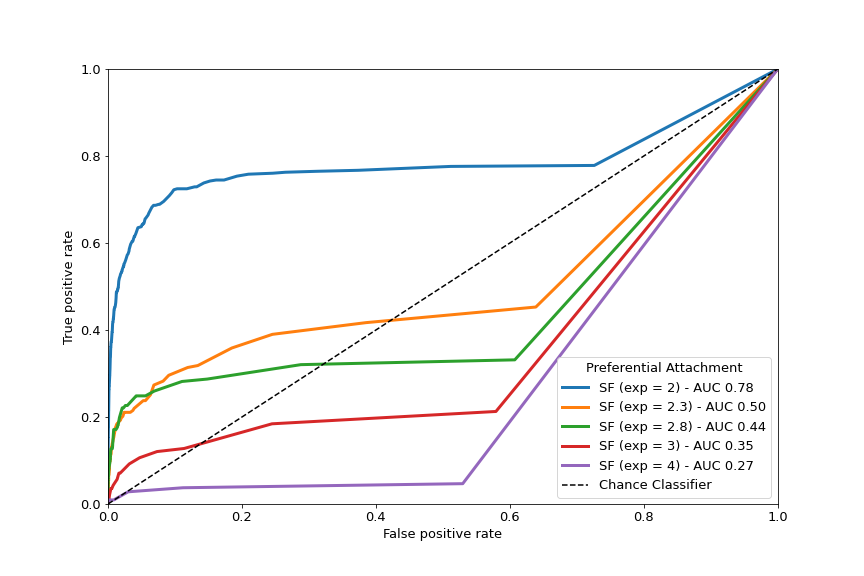 1.0
0.8
0.6
0.4
0.2
0.0
True positive rate
0.0 0.2 0.4 0.6 0.8 1.0
False positive rate
Preferential Attachment
SF (exp = 2) - AUC 0.78
SF (exp = 2.3) - AUC 0.50
SF (exp = 2.8) - AUC 0.44
SF (exp = 3) - AUC 0.35
SF (exp = 4) - AUC 0.27
Chance Classifier